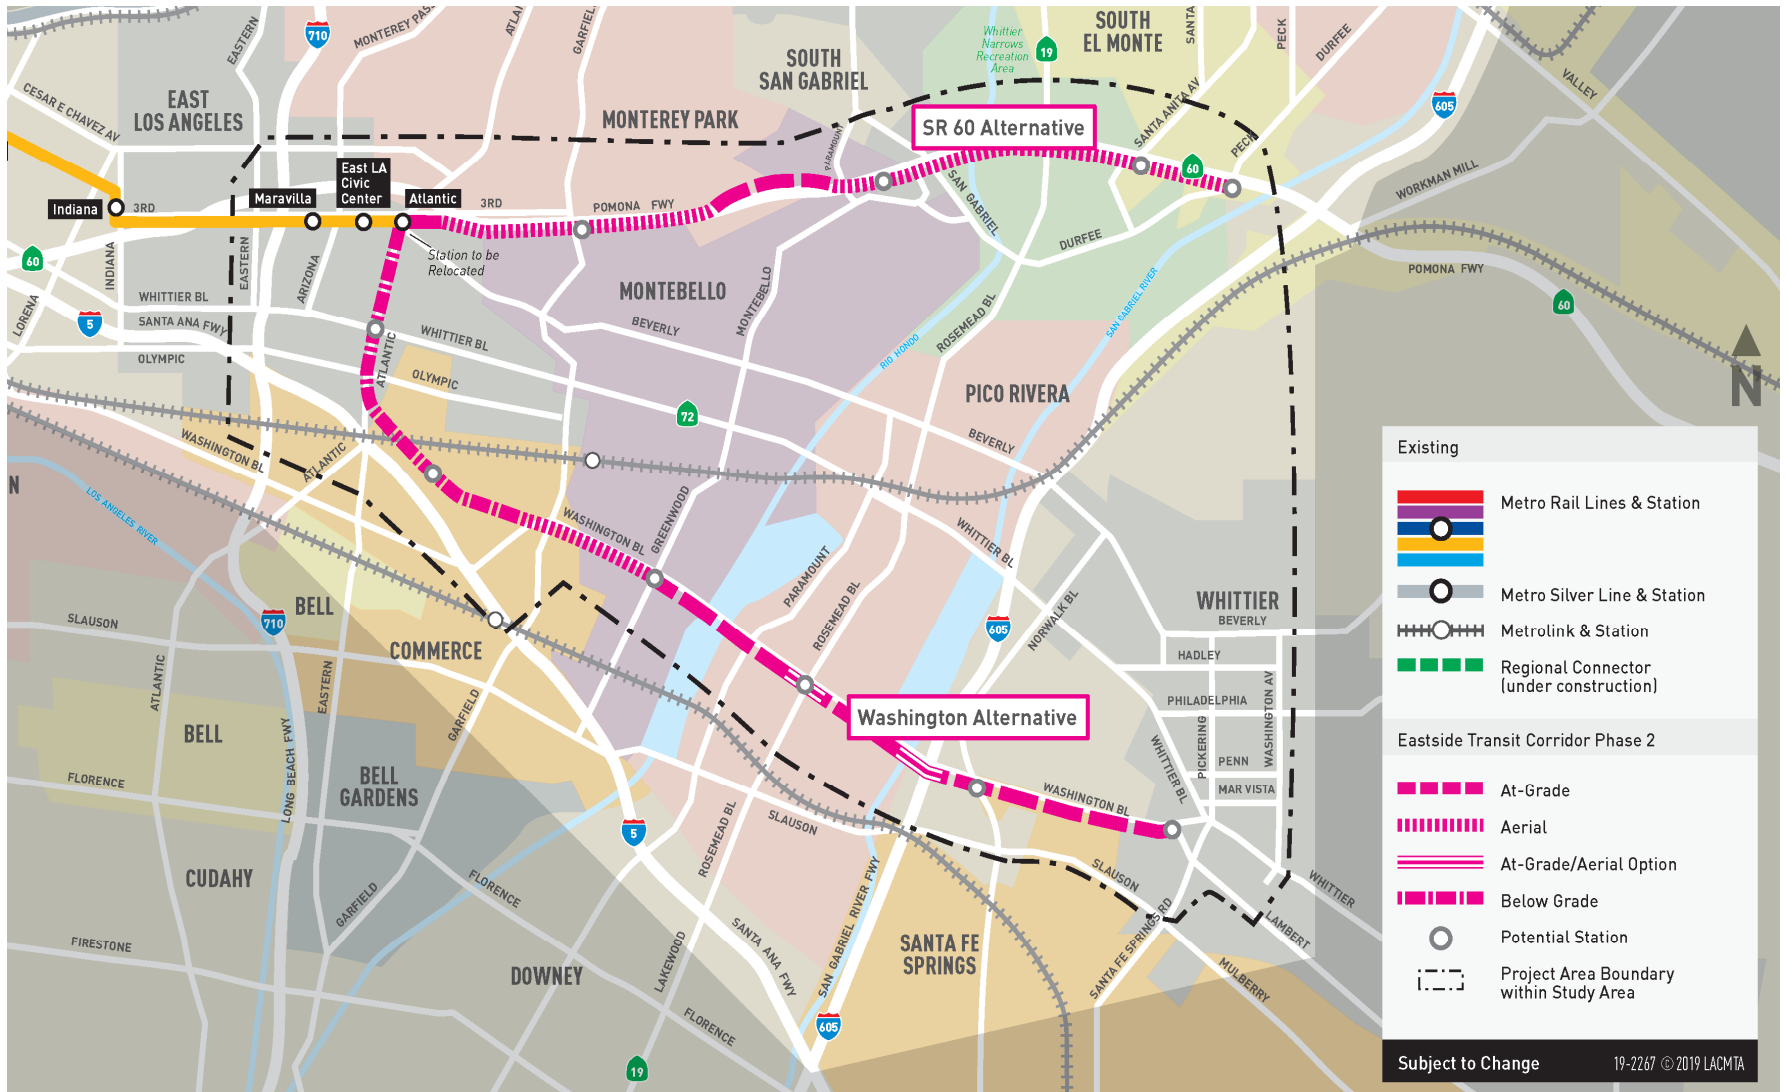 EASTERN
710
MONTEREY PAS
ATLAN
GARFIEL
SOUTH
SAN GABRIEL
Whittier
Narrows
Recreation
Area
19
SOUTH
EL MONTE
SANTA
PECK
DURFEE
VALLEY
605
CESAR E CHAVEZ AV
EAST
LOS ANGELES
MONTEREY PARK
PARAMOUNT
SR 60 Alternative
SANTA ANITA AV
PECK
60
WORKMAN MILL
Indiana
3RD
Maravilla
East LA
Civic
Center
Atlantic
3RD
POMONA FWY
SAN GABRIEL
DURFEE
Station to be
Relocated
60
INDIANA
EASTERN
ARIZONA
LORENA
5
WHITTIER BL
SANTA ANA FWY
OLYMPIC
MONTEBELLO
MONTEBELLO
BEVERLY
WHITTIER BL
ATLANTIC
OLYMPIC
RIO HONDO
ROSEMEAD BL
SAN GABRIEL RIVER
POMONA FWY
60
N
PICO RIVERA
72
BEVERLY
WASHINGTON BL
ATLANTIC
N
LOS ANGELES RIVER
WASHINGTON BL
GREENWOOD
WHITTIER BL
PARAMOUNT
ROSEMEAD BL
605
NORWALK BL
WHITTIER
BEVERLY
HADLEY
PHILADELPHIA
WASHINGTON AV
PICKERING
PENN
MAR VISTA
WHITTIER BL
SLAUSON
710
BELL
COMMERCE
ATLANTIC
EASTERN
GARFIELD
BELL
LONG BEACH FWY
BELL
GARDENS
FLORENCE
Washington Alternative
WASHINGTON BL
5
ROSEMEAD BL
SLAUSON
SLAUSON
WHITTIER
LAMBERT
CUDAHY
GARFIELD
FLORENCE
FIRESTONE
DOWNEY
LAKEWOOD
SANTA ANA FWY
SAN GABRIEL RIVER FWY
SANTA FE
SPRINGS
SANTA FE SPRINGS RD
MULBERRY
FLORENCE
605
19
Existing
Metro Rail Lines & Station
Metro Silver Line & Station
Metrolink & Station
Regional Connector
(under construction)
Eastside Transit Corridor Phase 2
At-Grade
Aerial
At-Grade/Aerial Option
Below Grade
Potential Station
Project Area Boundary
within Study Area
Subject to Change
19-2267 © 2019 LACMTA